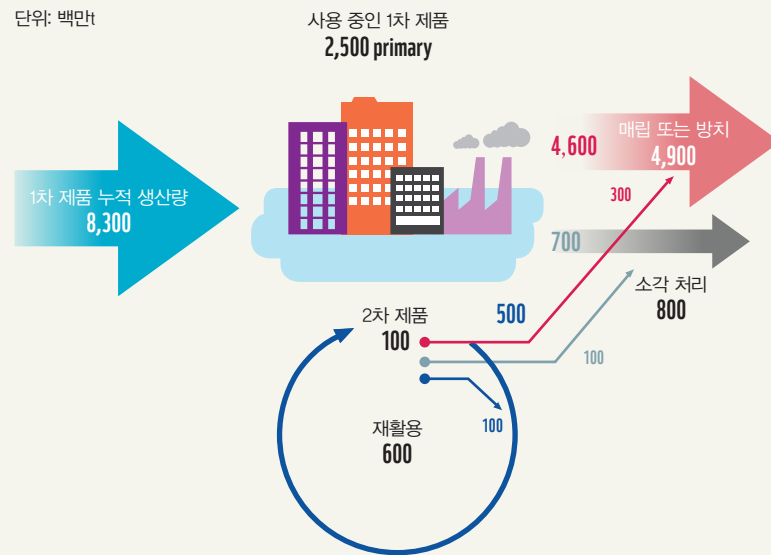 단위: 백만t
사용 중인 1차 제품
2,500 primary
1차 제품 누적 생산량
8,300
4,600
매립 또는 방치
4,900
300
700
소각 처리
800
2차 제품
100
500
100
100
재활용
600